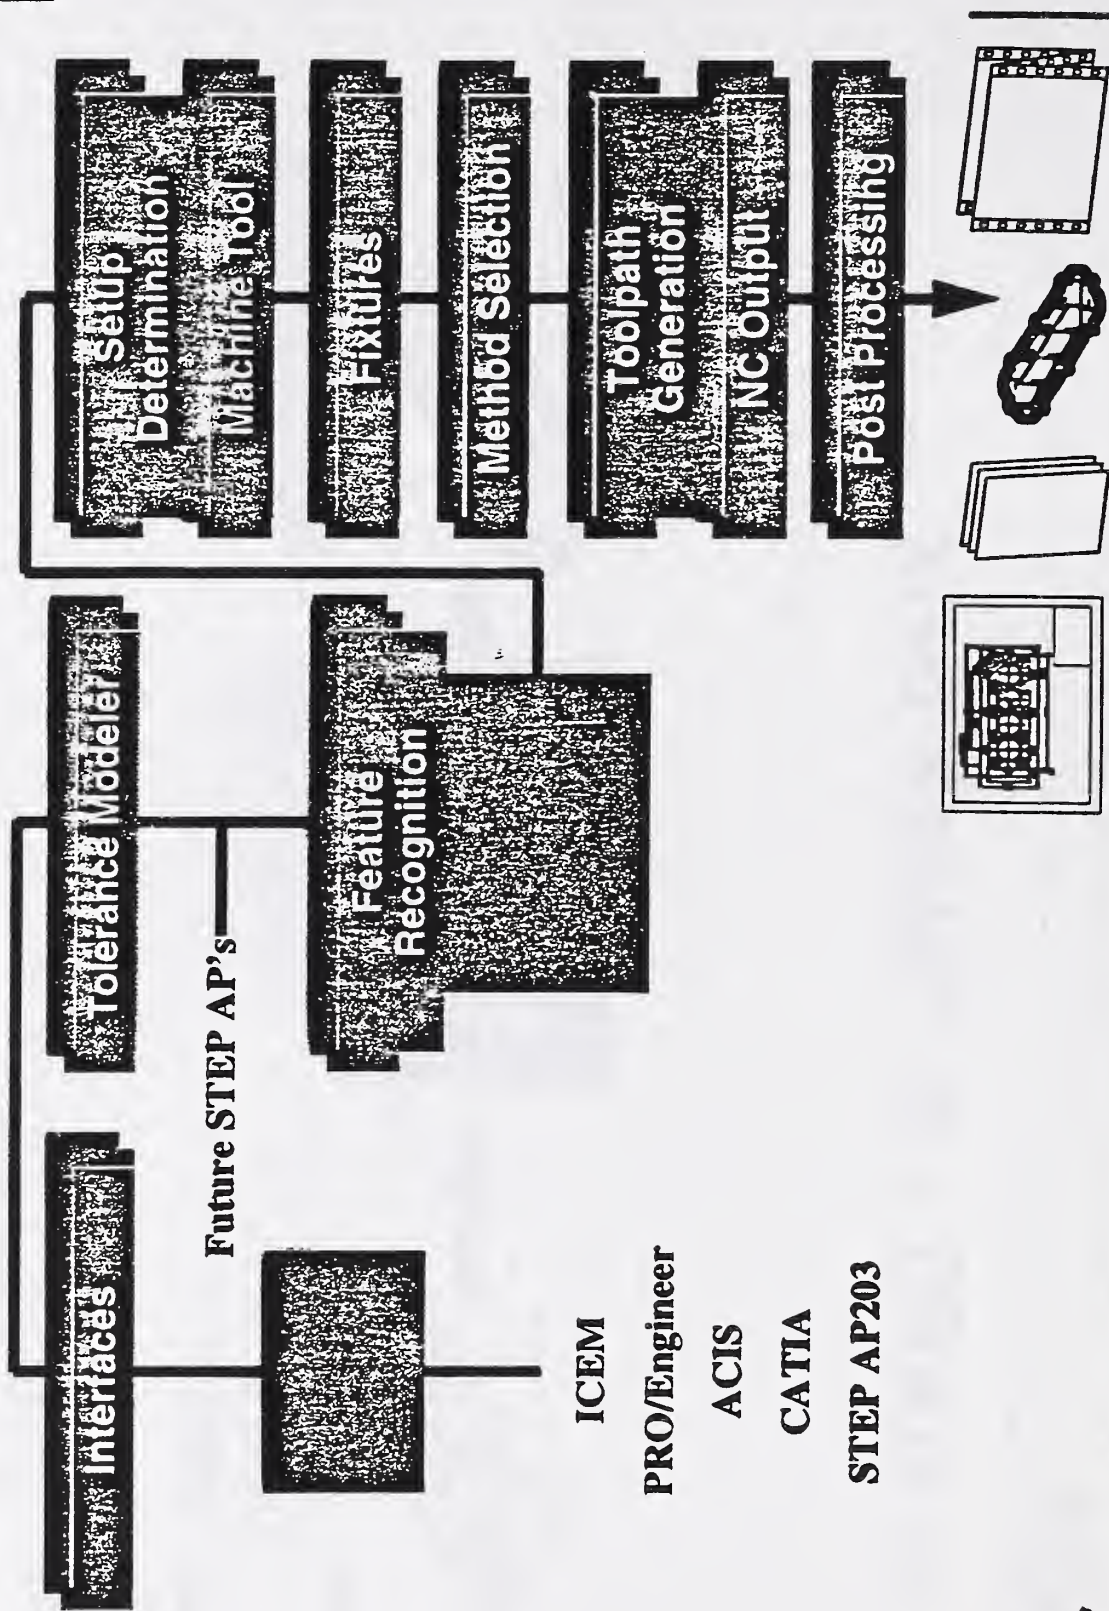 Interfaces
ICEM
PRO/Engineer
ACIS
CATIA
STEP AP203
Tolerance Modeler
Future STEP AP's
Feature
Recognition
Setup
Determination
Machine Tool
Fixtures
Method Selection
Toolpath
Generation
NC Output
Post Processing